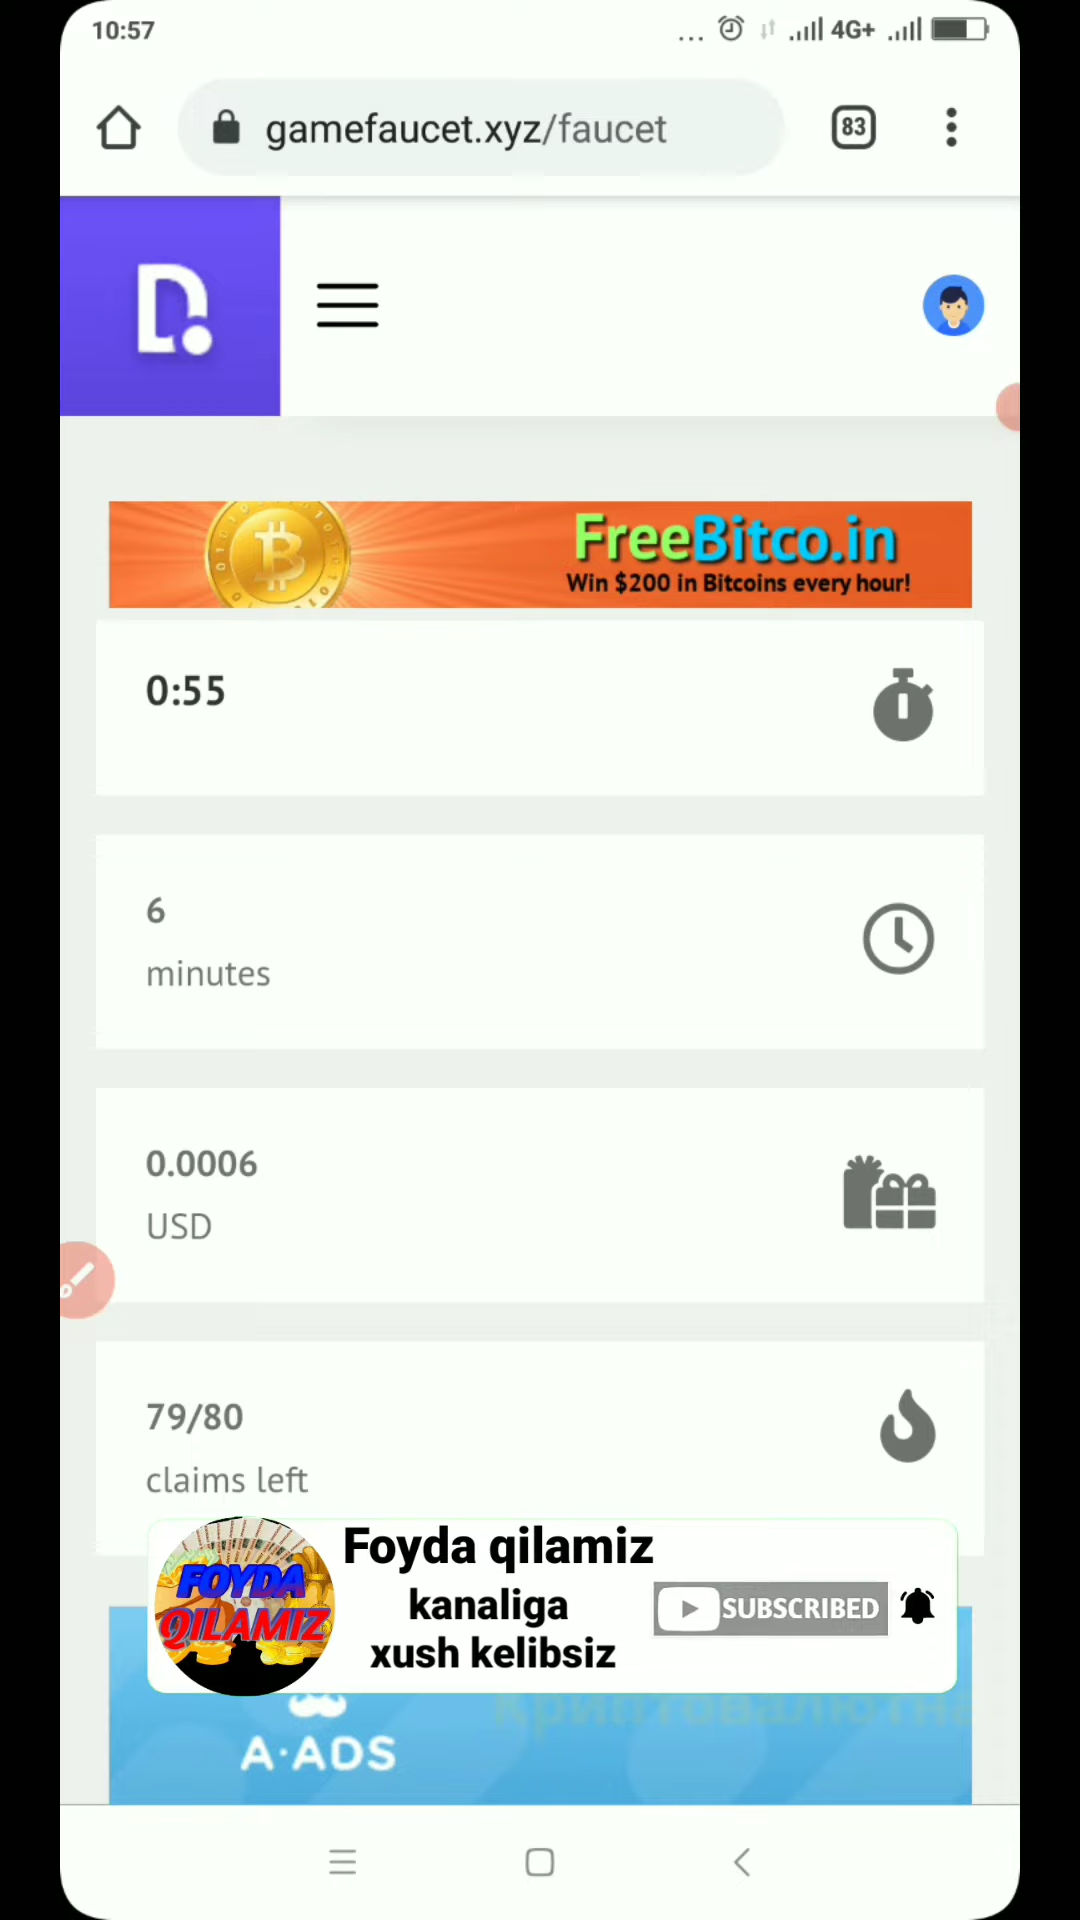 10:57
... 4G+
gamefaucet.xyz/faucet
83
D.
FreeBitco.in
Win $200 in Bitcoins every hour!
0:55
6
minutes
0.0006
USD
79/80
claims left
FOYDA
QILAMIZ
Foyda qilamiz
kanaliga
xush kelibsiz
SUBSCRIBED
A·ADS